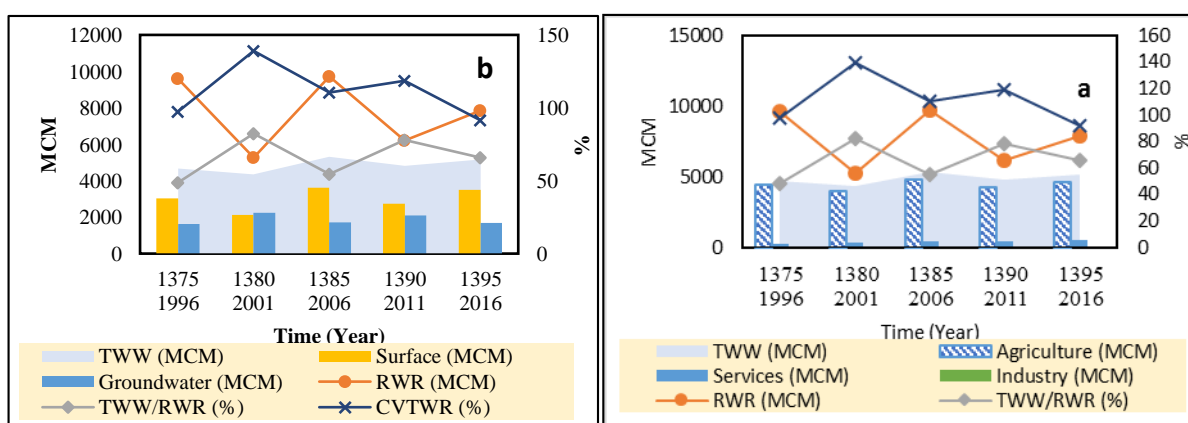 12000
10000
8000
6000
4000
2000
0
MCM
150
100
50
0
%
b
1375 1380 1385 1390 1395
1996 2001 2006 2011 2016
Time (Year)
TWW (MCM) Surface (MCM)
Groundwater (MCM) RWR (MCM)
TWW/RWR (%) CVTWR (%)
15000
10000
5000
0
MCM
160
140
120
100
80
60
40
20
0
%
a
1375 1380 1385 1390 1395
1996 2001 2006 2011 2016
Time (Year)
TWW (MCM) Agriculture (MCM)
Services (MCM) Industry (MCM)
RWR (MCM) TWW/RWR (%)